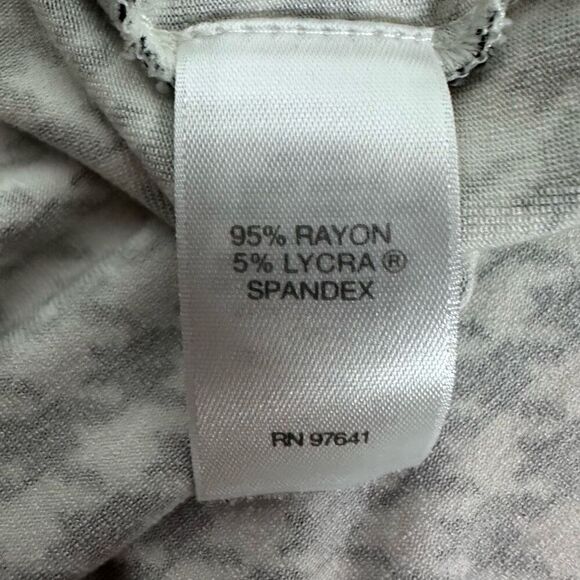 95% RAYON
5% LYCRA ®
SPANDEX
RN 97641